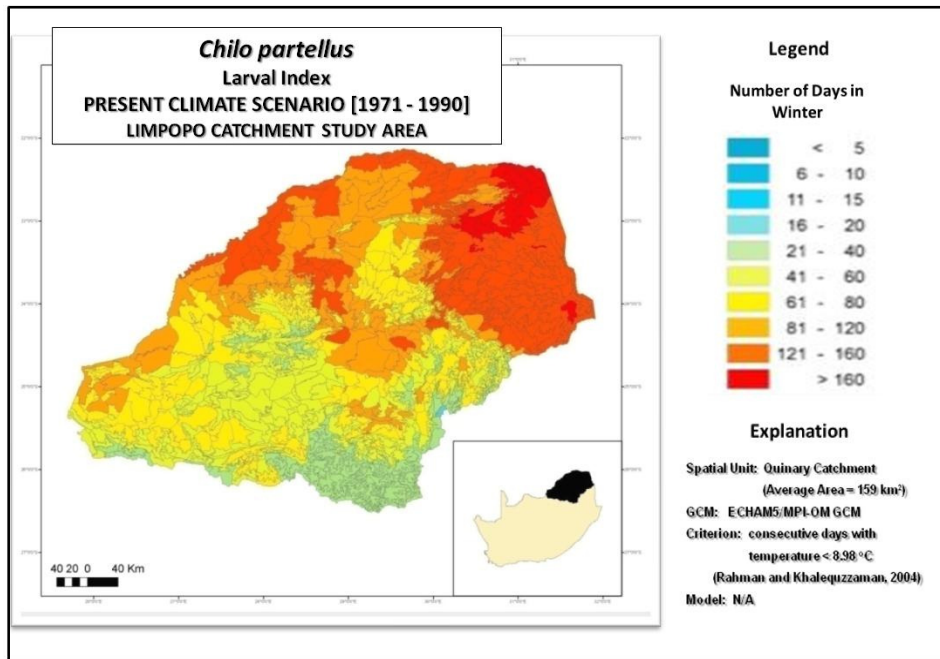 Chilo partellus
Larval Index
PRESENT CLIMATE SCENARIO [1971 - 1990]
LIMPOPO CATCHMENT STUDY AREA
40 20 0 40 Km
Legend
Number of Days in
Winter
< 5
6 - 10
11 - 15
16 - 20
21 - 40
41 - 60
61 - 80
81 - 120
121 - 160
> 160
Explanation
Spatial Unit: Quinary Catchment
(Average Area = 159 km²)
GCM: ECHAM5/MPI-OM GCM
Criterion: consecutive days with
temperature < 8.98 °C
(Rahman and Khalequzzaman, 2004)
Model: N/A